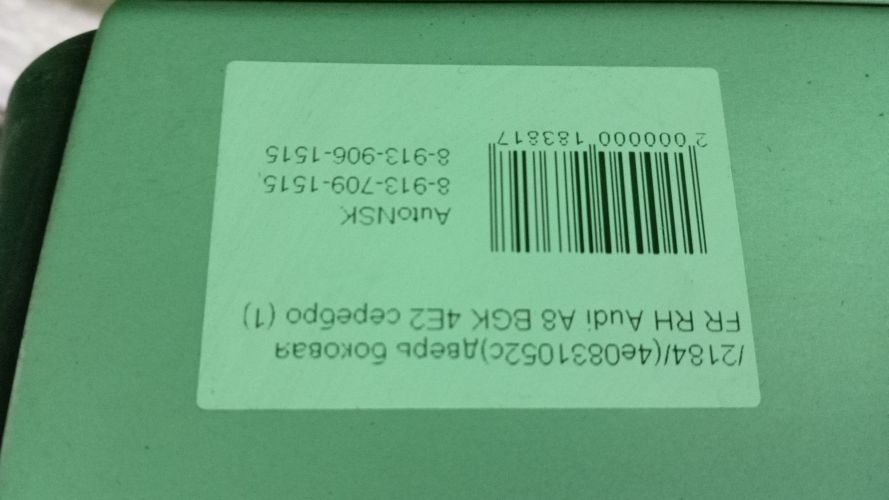 /2184/(4e0831052c)дверь боковая
FR RH Audi A8 BGK 4E2 серебро (1)
AutoNSK
8-913-709-1515
8-913-906-1515
2 000000 183817